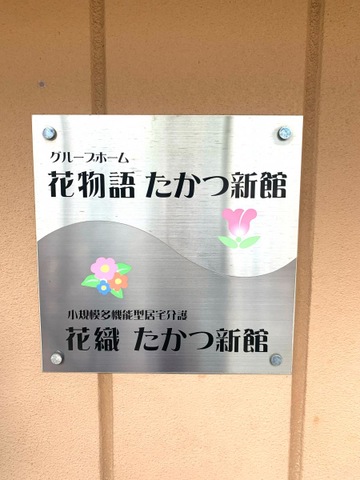 グループホーム
花物語 たかつ新館
小規模多機能型居宅介護
花織 たかつ新館